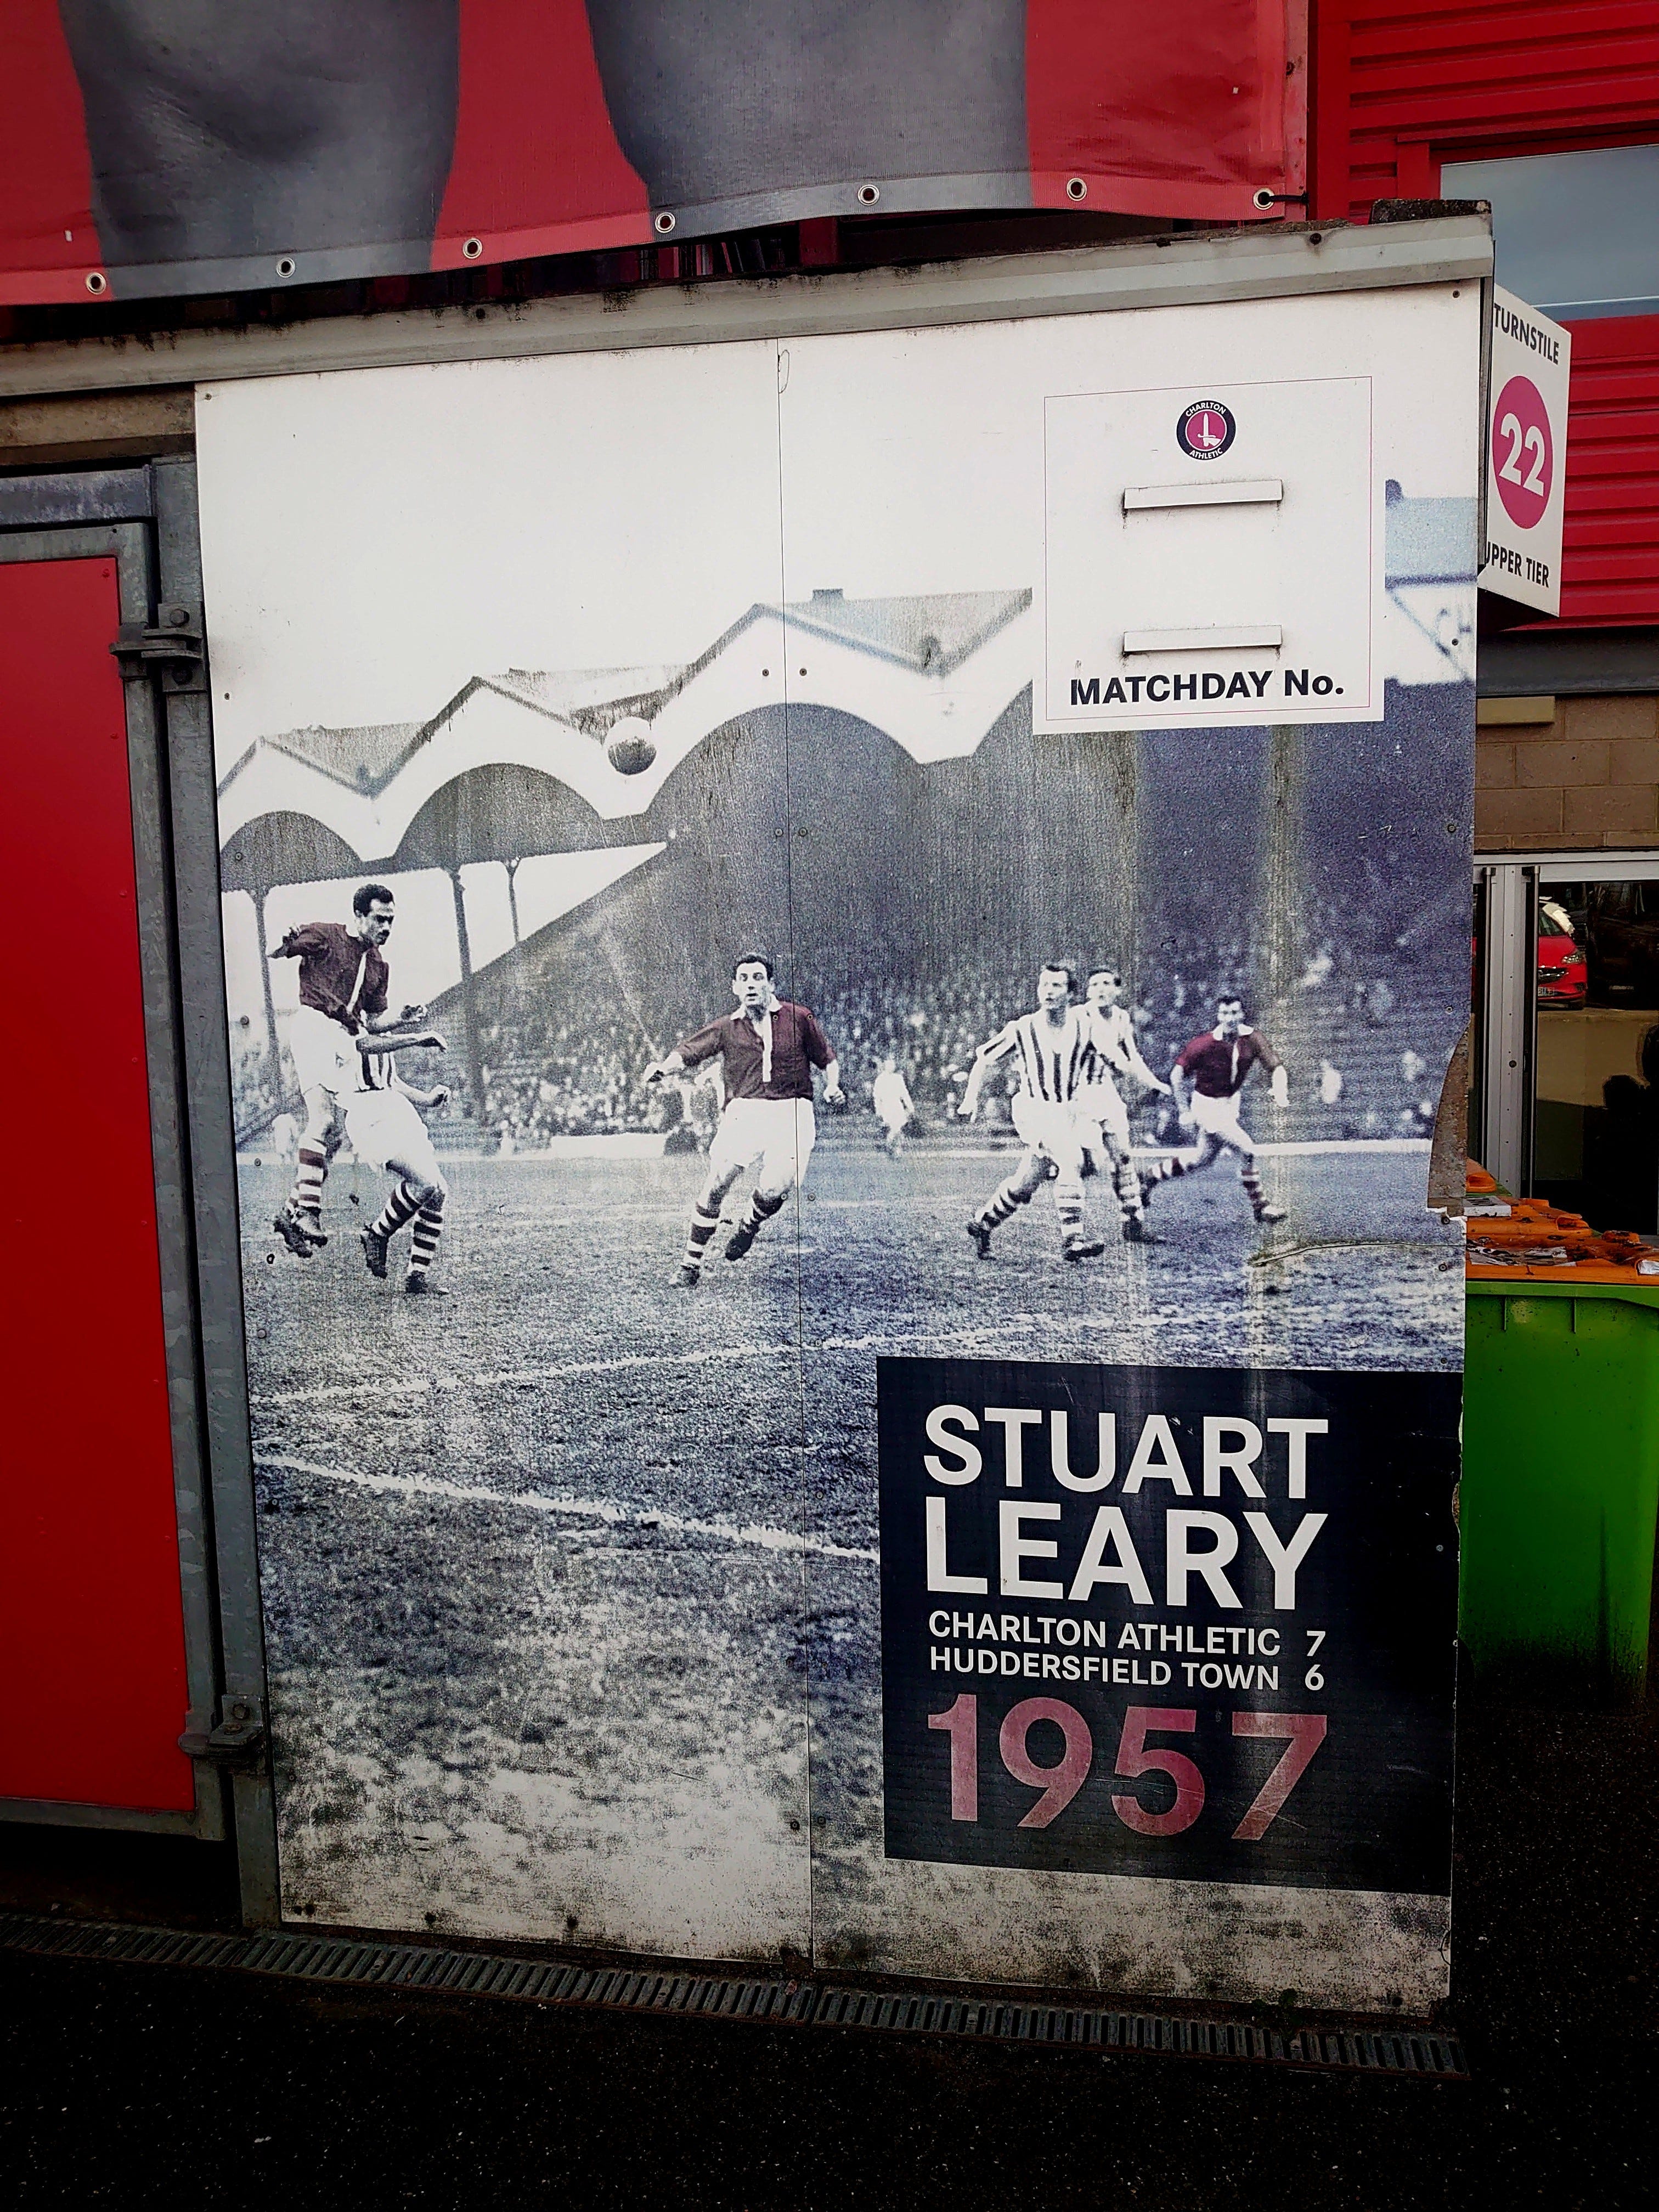 CHARLTON
ATHLETIC
MATCHDAY No.
TURNSTILE
22
UPPER TIER
STUART
LEARY
CHARLTON ATHLETIC 7
HUDDERSFIELD TOWN 6
1957